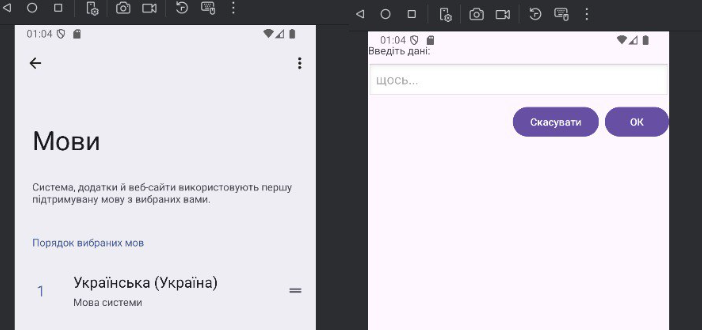 01:04
Мови
Система, додатки й веб-сайти використовують першу
підтримувану мову з вибраних вами.
Порядок вибраних мов
1
Українська (Україна)
Мова системи
01:04
Введіть дані:
щось...
Скасувати
ОК